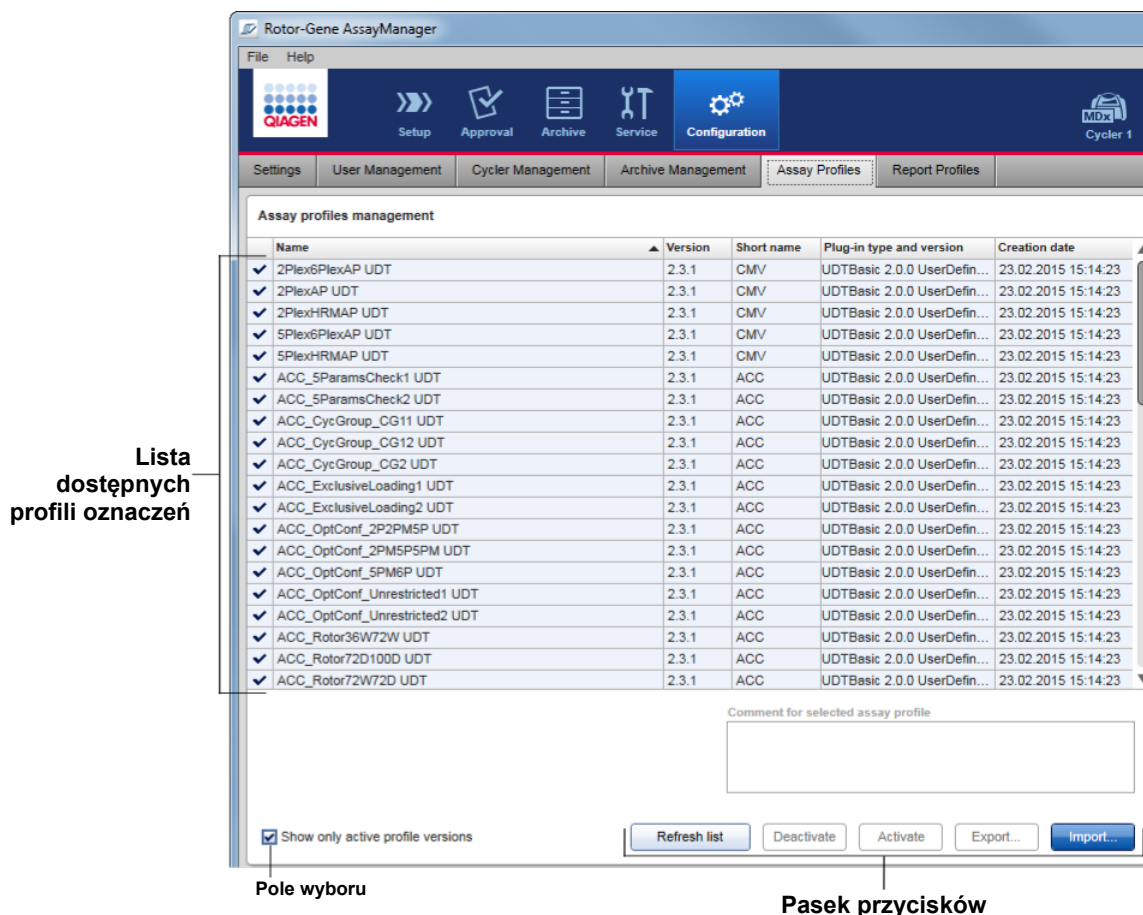 Rotor-Gene AssayManager
File Help
QIAGEN
Setup Approval Archive Service Configuration MDx Cycler 1
Settings User Management Cycler Management Archive Management Assay Profiles Report Profiles
Assay profiles management
Name Version Short name Plug-in type and version Creation date
2Plex6PlexAP UDT 2.3.1 CMV UDTBasic 2.0.0 UserDefin... 23.02.2015 15:14:23
2PlexAP UDT 2.3.1 CMV UDTBasic 2.0.0 UserDefin... 23.02.2015 15:14:23
2PlexHRMAP UDT 2.3.1 CMV UDTBasic 2.0.0 UserDefin... 23.02.2015 15:14:23
5Plex6PlexAP UDT 2.3.1 CMV UDTBasic 2.0.0 UserDefin... 23.02.2015 15:14:23
5PlexHRMAP UDT 2.3.1 CMV UDTBasic 2.0.0 UserDefin... 23.02.2015 15:14:23
ACC_5ParamsCheck1 UDT 2.3.1 ACC UDTBasic 2.0.0 UserDefin... 23.02.2015 15:14:23
ACC_5ParamsCheck2 UDT 2.3.1 ACC UDTBasic 2.0.0 UserDefin... 23.02.2015 15:14:23
ACC_CycGroup_CG11 UDT 2.3.1 ACC UDTBasic 2.0.0 UserDefin... 23.02.2015 15:14:23
ACC_CycGroup_CG12 UDT 2.3.1 ACC UDTBasic 2.0.0 UserDefin... 23.02.2015 15:14:23
ACC_CycGroup_CG2 UDT 2.3.1 ACC UDTBasic 2.0.0 UserDefin... 23.02.2015 15:14:23
ACC_ExclusiveLoading1 UDT 2.3.1 ACC UDTBasic 2.0.0 UserDefin... 23.02.2015 15:14:23
ACC_ExclusiveLoading2 UDT 2.3.1 ACC UDTBasic 2.0.0 UserDefin... 23.02.2015 15:14:23
ACC_OptConf_2P2PM5P UDT 2.3.1 ACC UDTBasic 2.0.0 UserDefin... 23.02.2015 15:14:23
ACC_OptConf_2PM5P5PM UDT 2.3.1 ACC UDTBasic 2.0.0 UserDefin... 23.02.2015 15:14:23
ACC_OptConf_5PM6P UDT 2.3.1 ACC UDTBasic 2.0.0 UserDefin... 23.02.2015 15:14:23
ACC_OptConf_Unrestricted1 UDT 2.3.1 ACC UDTBasic 2.0.0 UserDefin... 23.02.2015 15:14:23
ACC_OptConf_Unrestricted2 UDT 2.3.1 ACC UDTBasic 2.0.0 UserDefin... 23.02.2015 15:14:23
ACC_Rotor36W72W UDT 2.3.1 ACC UDTBasic 2.0.0 UserDefin... 23.02.2015 15:14:23
ACC_Rotor72D100D UDT 2.3.1 ACC UDTBasic 2.0.0 UserDefin... 23.02.2015 15:14:23
ACC_Rotor72W72D UDT 2.3.1 ACC UDTBasic 2.0.0 UserDefin... 23.02.2015 15:14:23
Lista
dostępnych
profili oznaczeń
Comment for selected assay profile
Show only active profile versions Refresh list Deactivate Activate Export... Import...
Pole wyboru
Pasek przycisków